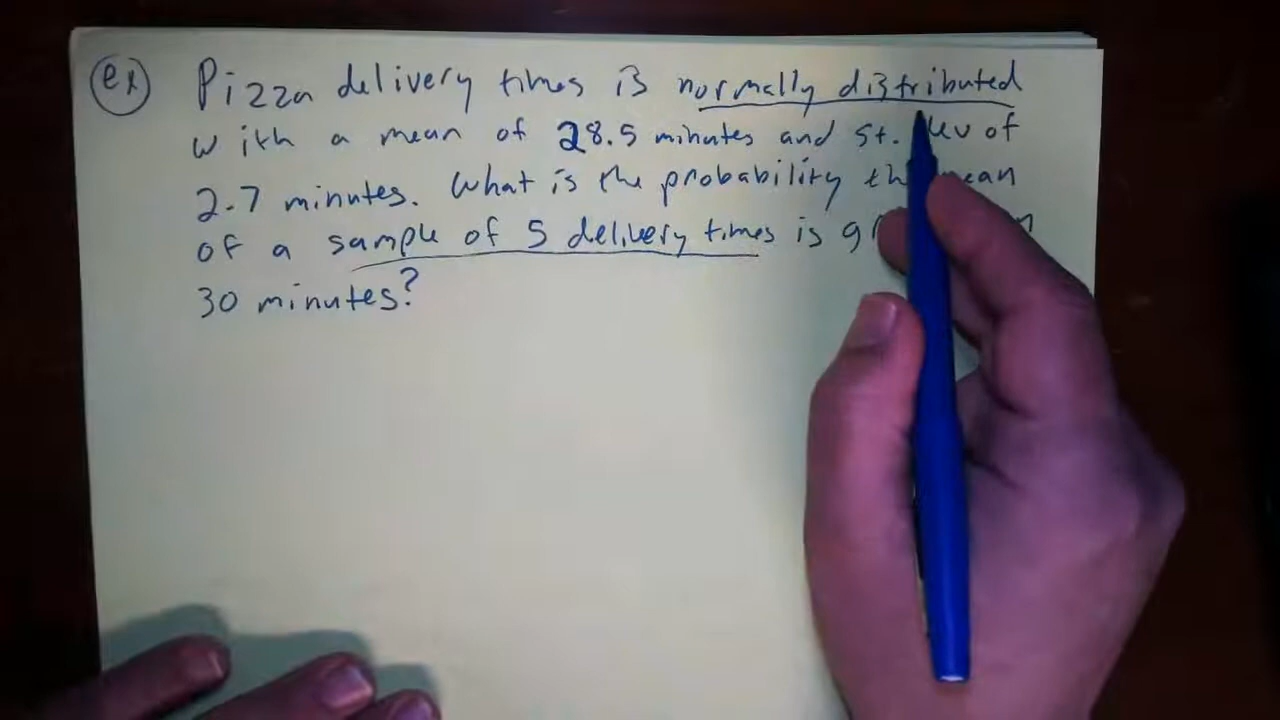 ex Pizza delivery times is normally distributed
with a mean of 28.5 minutes and st. dev of
2.7 minutes. What is the probability the mean
of a sample of 5 delivery times is
30 minutes?